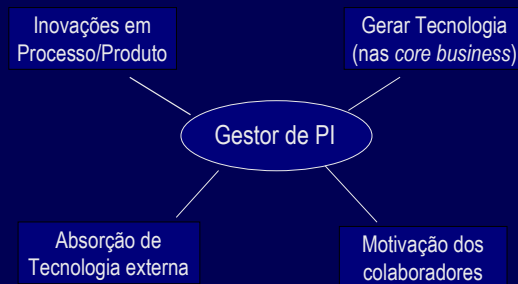 Inovações em
Processo/Produto
Gerar Tecnologia
(nas core business)
Gestor de PI
Absorção de
Tecnologia externa
Motivação dos
colaboradores